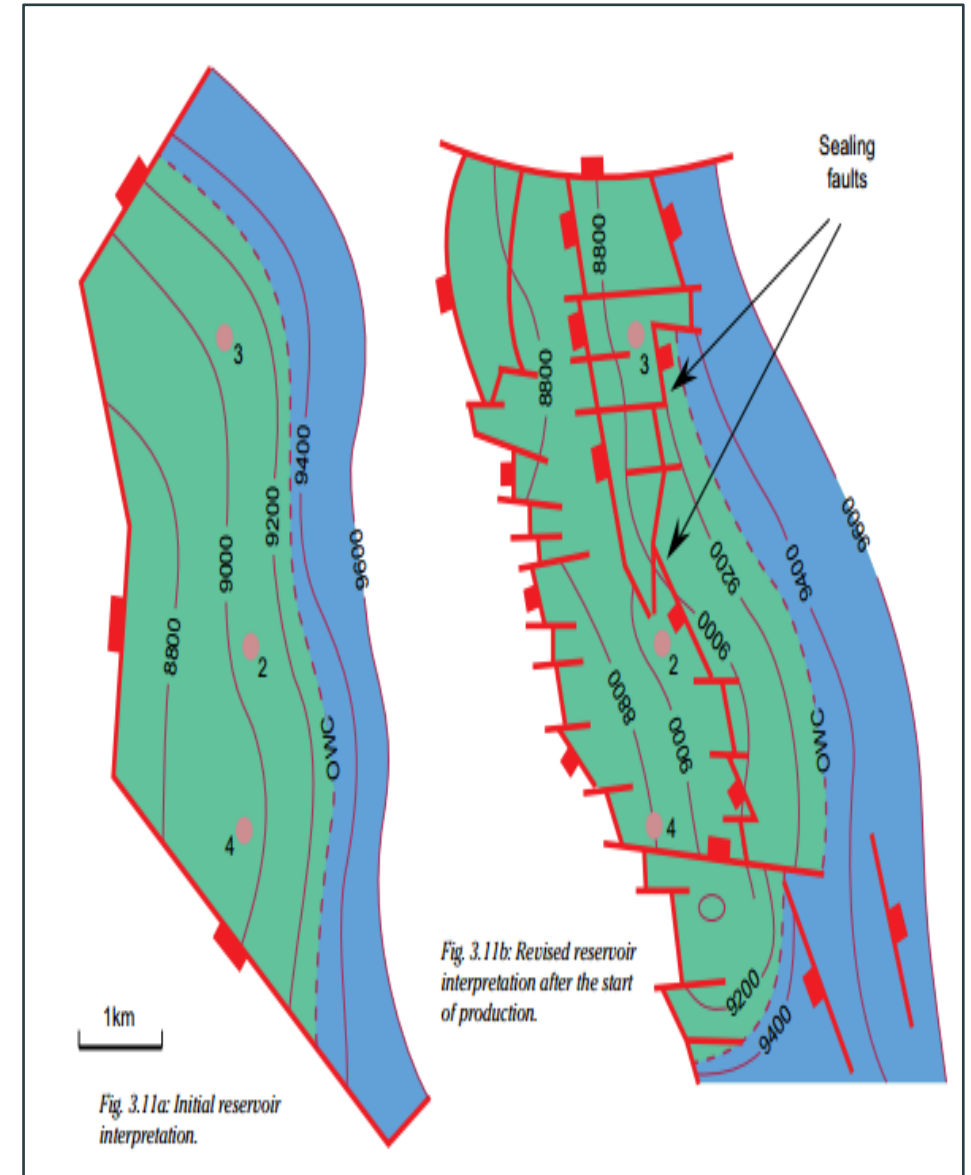 Sealing
faults
3
2
4
8800
9000
9200
9400
9600
OWC
1km
Fig. 3.11a: Initial reservoir
interpretation.
8800
8800
3
9200
9400
9600
9000
2
8800
9000
OWC
4
9200
9400
Fig. 3.11b: Revised reservoir
interpretation after the start
of production.